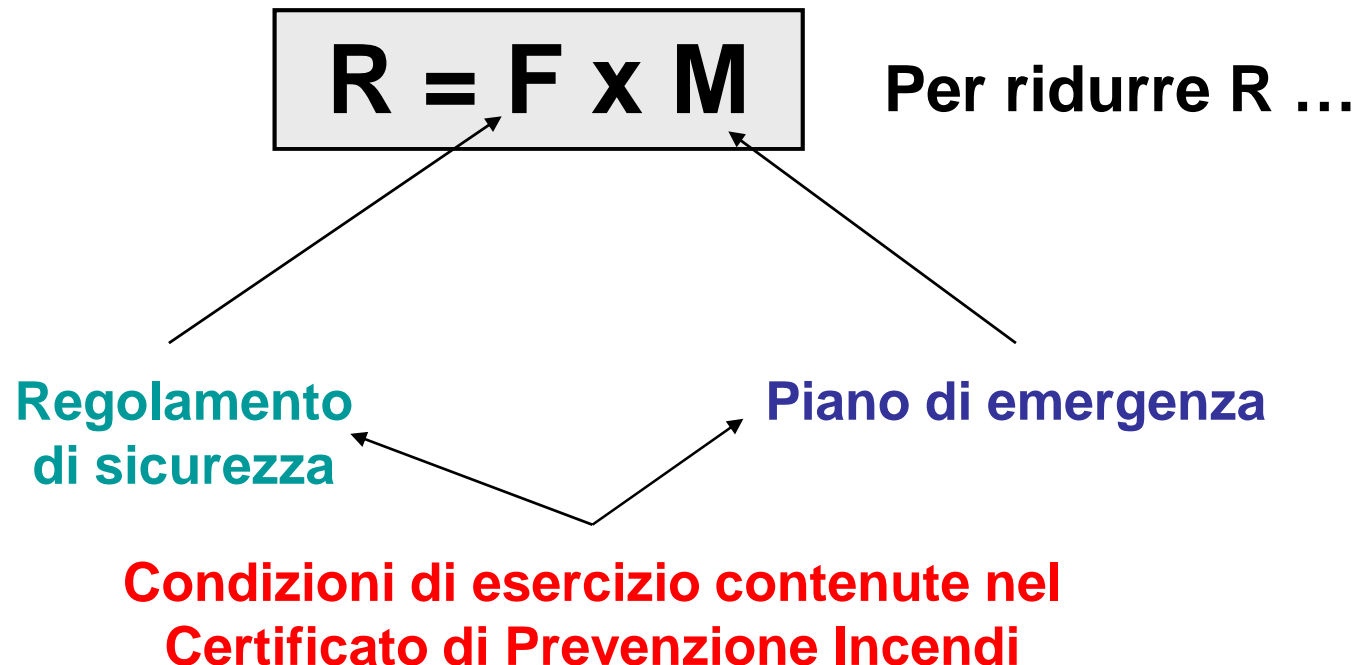 R = F x M
Per ridurre R …
Regolamento
di sicurezza
Piano di emergenza
Condizioni di esercizio contenute nel
Certificato di Prevenzione Incendi